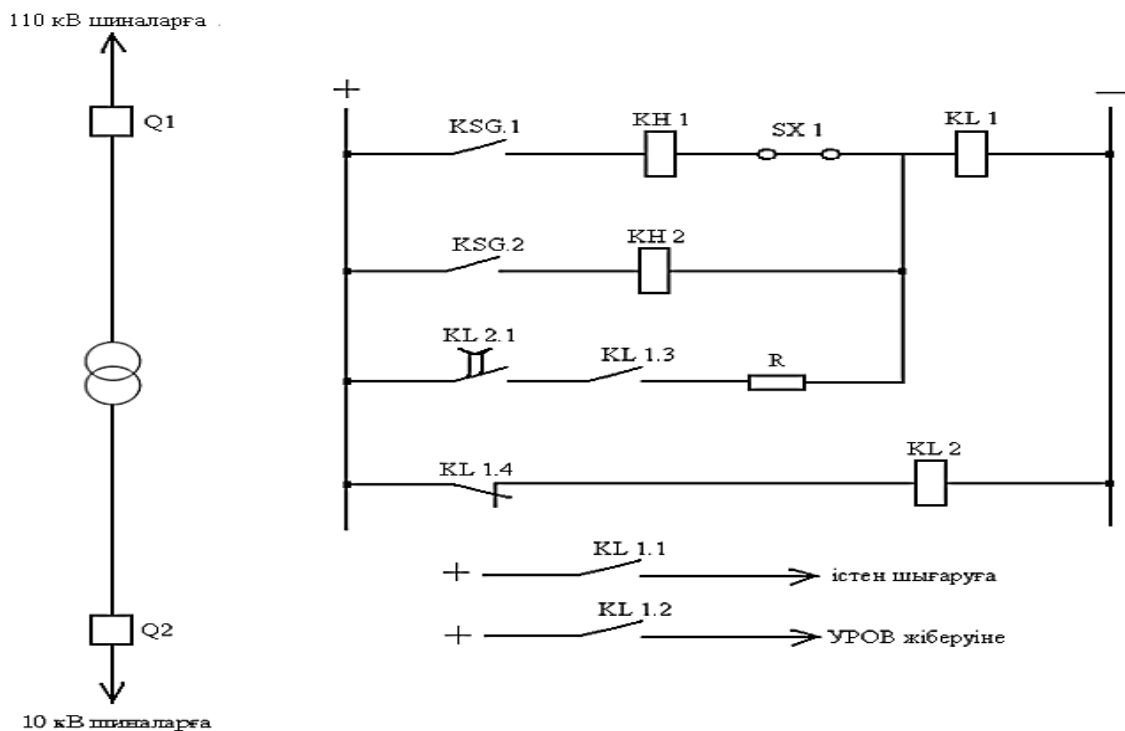 110 кВ шиналарға
Q1
Q2
10 кВ шиналарға
+
—
KSG.1
KH 1
SX 1
KL 1
KSG.2
KH 2
KL 2.1
KL 1.3
R
KL 1.4
KL 2
KL 1.1
+
істен шығаруға
KL 1.2
+
УРОВ жіберуіне